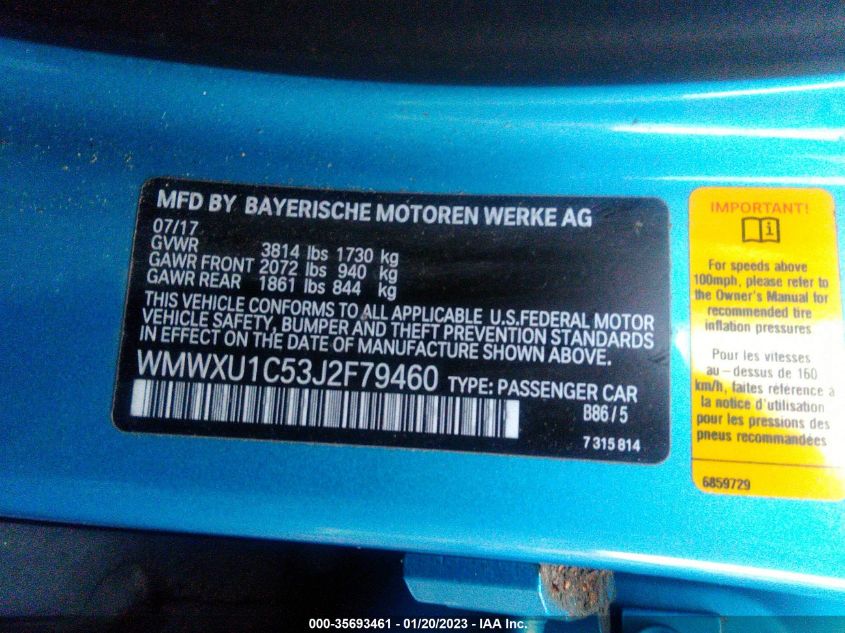 MFD BY BAYERISCHE MOTOREN WERKE AG
07/17
GVWR 3814 lbs 1730 kg
GAWR FRONT 2072 lbs 940 kg
GAWR REAR 1861 lbs 844 kg
THIS VEHICLE CONFORMS TO ALL APPLICABLE U.S.FEDERAL MOTOR
VEHICLE SAFETY, BUMPER AND THEFT PREVENTION STANDARDS
IN EFFECT ON THE DATE OF MANUFACTURE SHOWN ABOVE.
WMWXU1C53J2F79460 TYPE: PASSENGER CAR
B86/5
7 315 814
IMPORTANT!
For speeds above
100mph, please refer to
the Owner's Manual for
recommended tire
inflation pressures
Pour les vitesses
au-dessus de 160
km/h, faites référence à
la notice d'utilisation
pour les pressions des
pneus recommandées
6859729
000-35693461 - 01/20/2023 - IAA Inc.